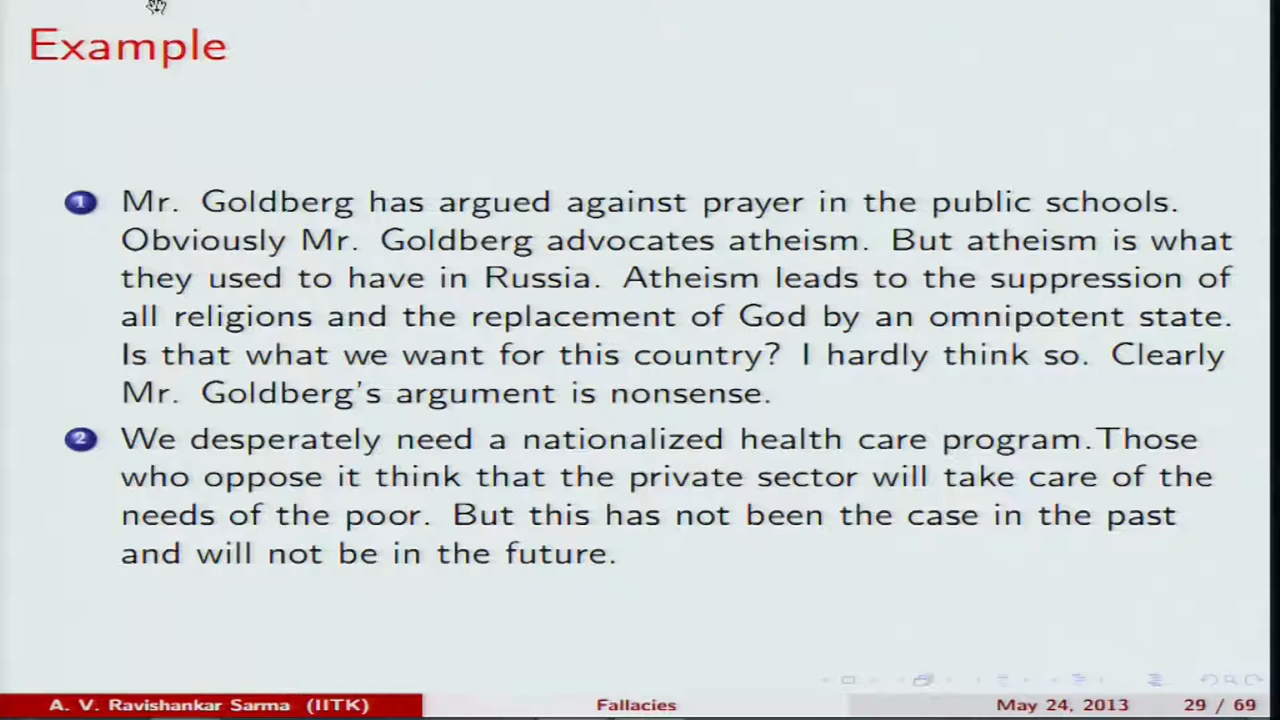 Example
1 Mr. Goldberg has argued against prayer in the public schools.
Obviously Mr. Goldberg advocates atheism. But atheism is what
they used to have in Russia. Atheism leads to the suppression of
all religions and the replacement of God by an omnipotent state.
Is that what we want for this country? I hardly think so. Clearly
Mr. Goldberg's argument is nonsense.
2 We desperately need a nationalized health care program.Those
who oppose it think that the private sector will take care of the
needs of the poor. But this has not been the case in the past
and will not be in the future.
A. V. Ravishankar Sarma (IITK) Fallacies May 24, 2013 29 / 69